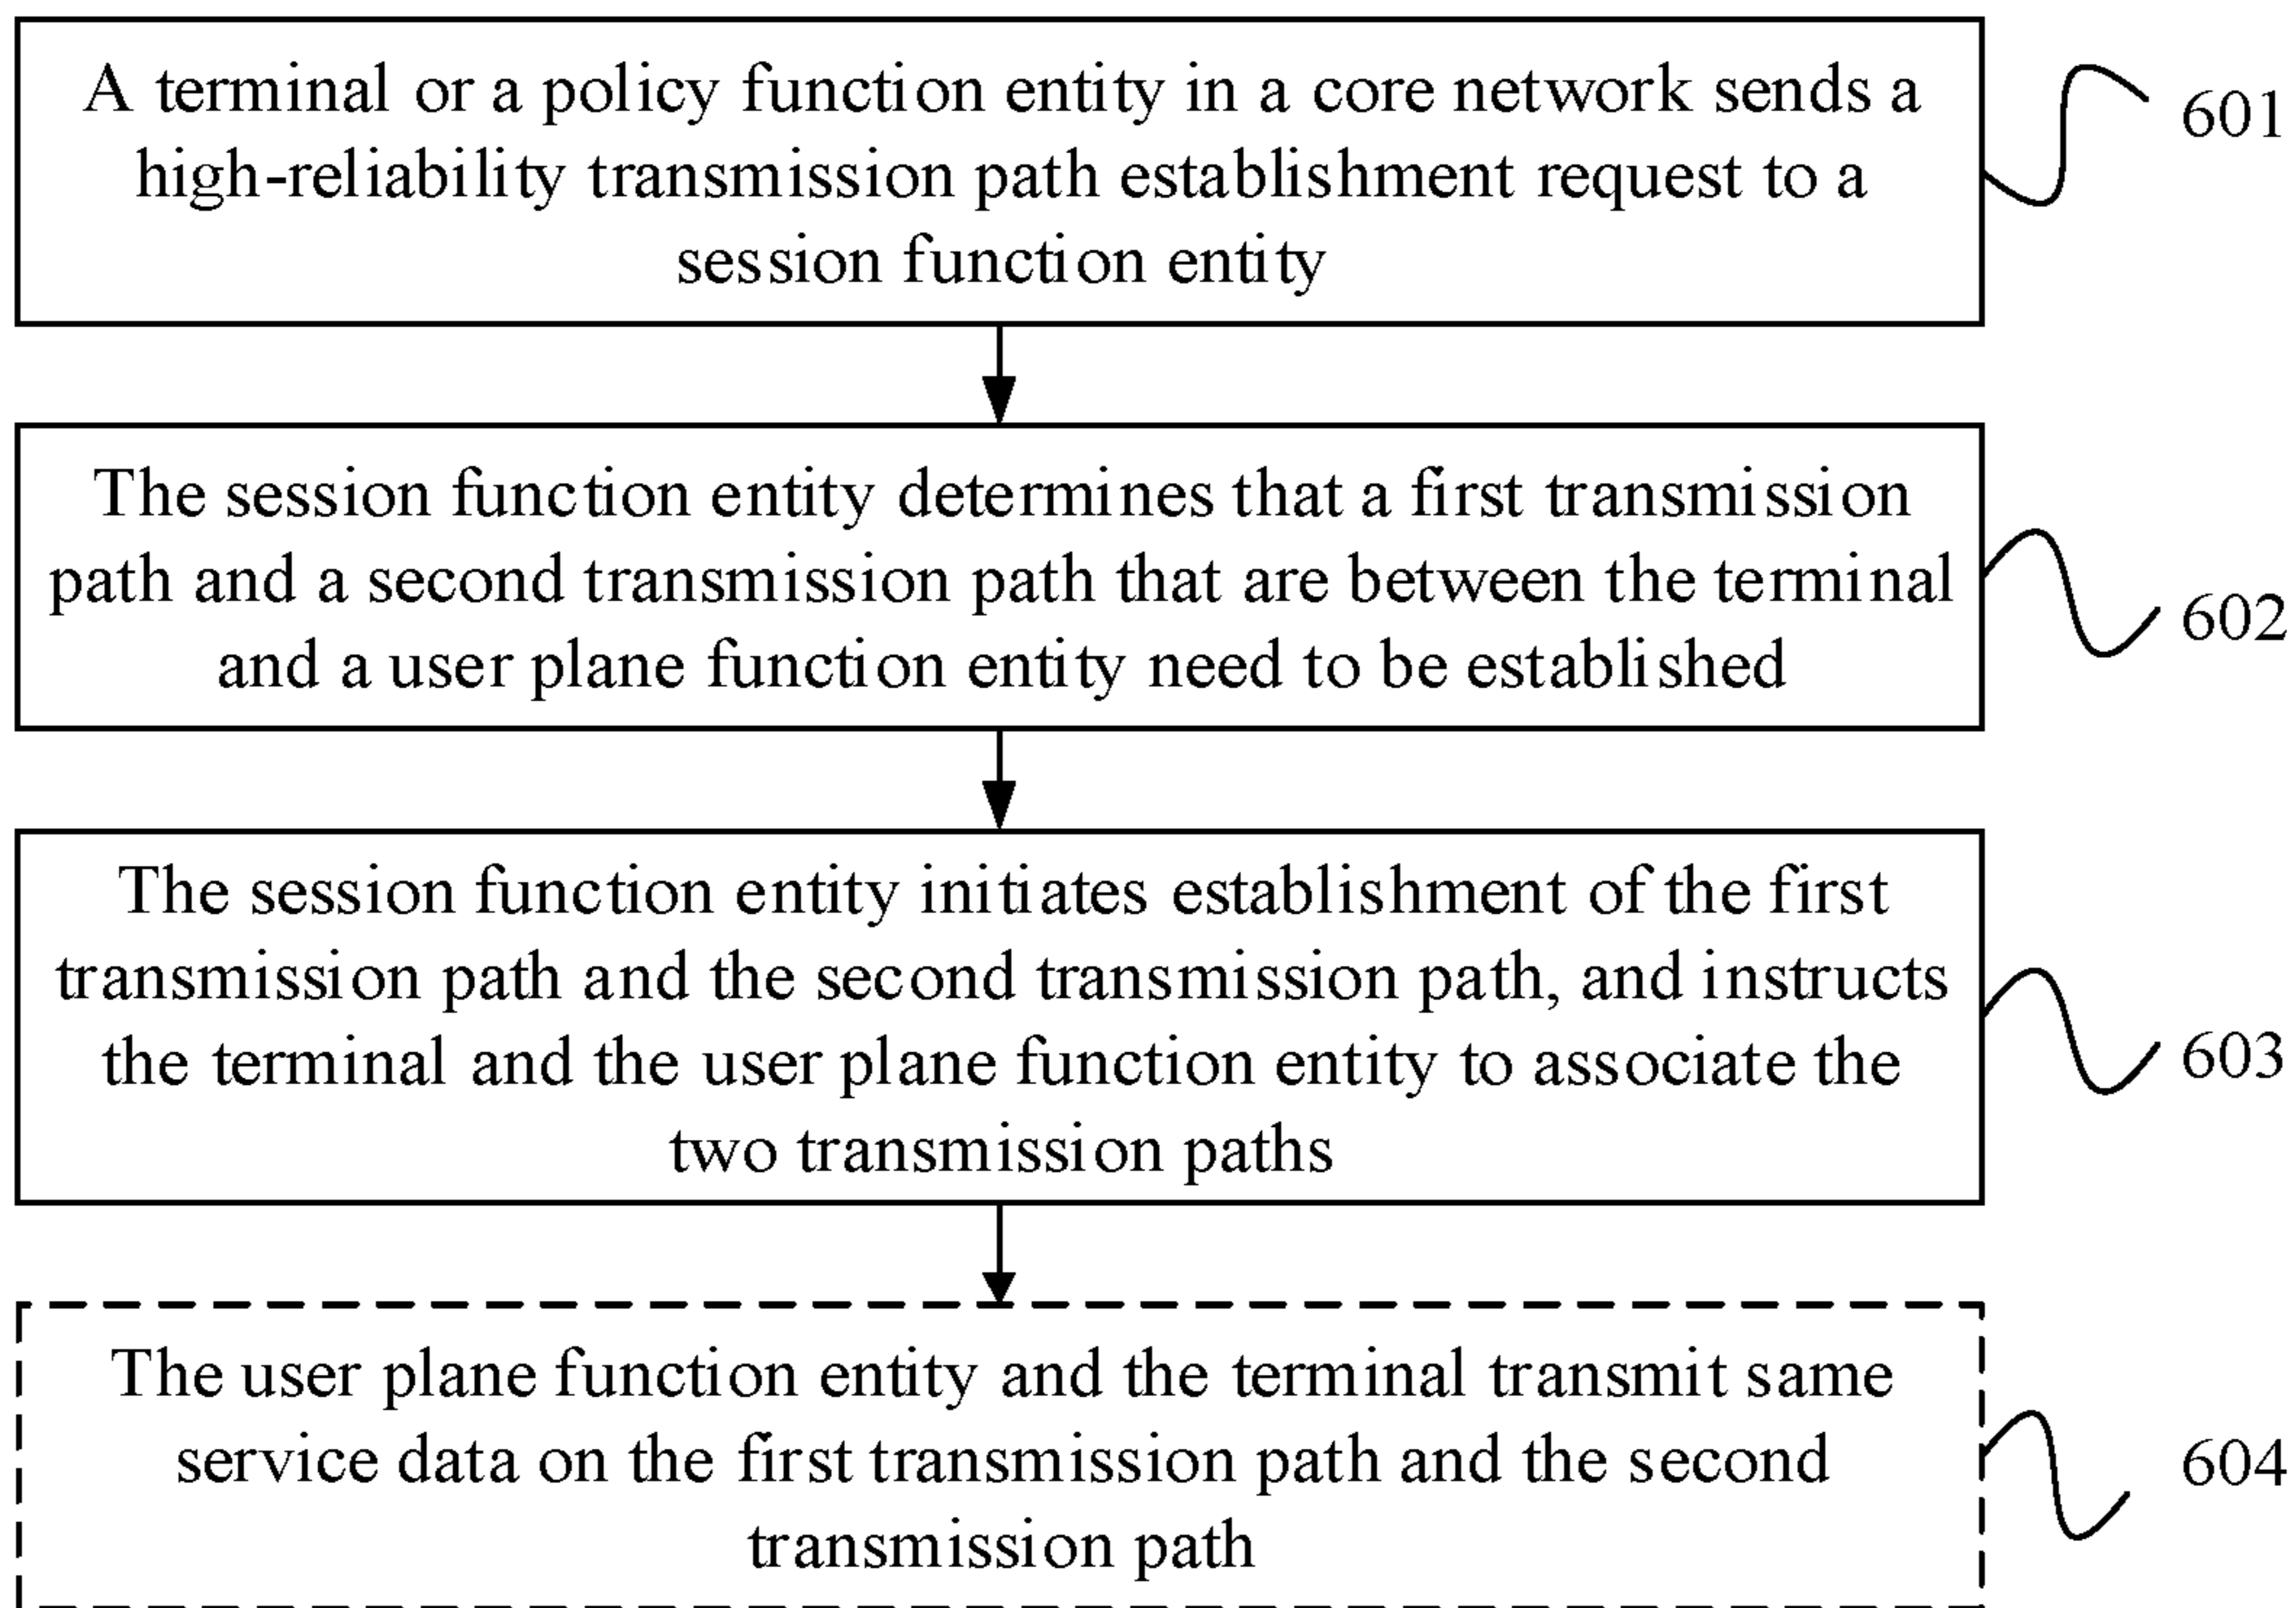 A terminal or a policy function entity in a core network sends a
high-reliability transmission path establishment request to a
session function entity
601
The session function entity determines that a first transmission
path and a second transmission path that are between the terminal
and a user plane function entity need to be established
602
The session function entity initiates establishment of the first
transmission path and the second transmission path, and instructs
the terminal and the user plane function entity to associate the
two transmission paths
603
The user plane function entity and the terminal transmit same
service data on the first transmission path and the second
transmission path
604